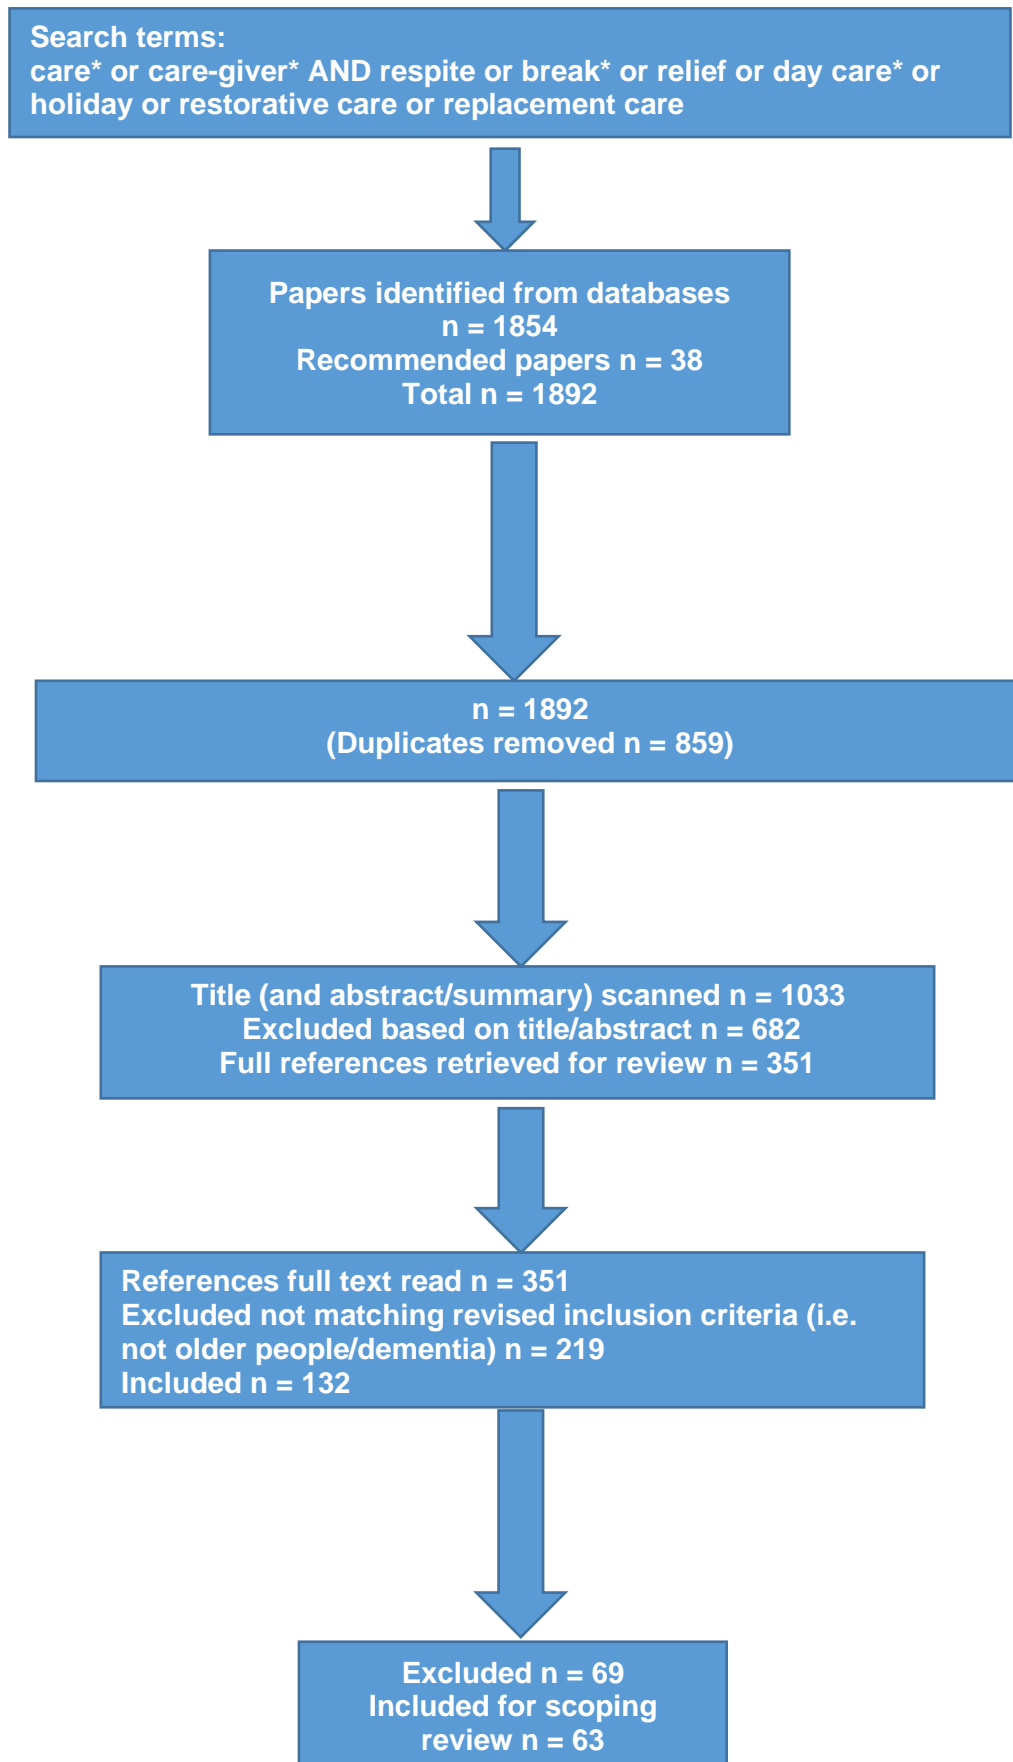 Search terms:
care* or care-giver* AND respite or break* or relief or day care* or
holiday or restorative care or replacement care
Papers identified from databases
n = 1854
Recommended papers n = 38
Total n = 1892
n = 1892
(Duplicates removed n = 859)
Title (and abstract/summary) scanned n = 1033
Excluded based on title/abstract n = 682
Full references retrieved for review n = 351
References full text read n = 351
Excluded not matching revised inclusion criteria (i.e.
not older people/dementia) n = 219
Included n = 132
Excluded n = 69
Included for scoping
review n = 63